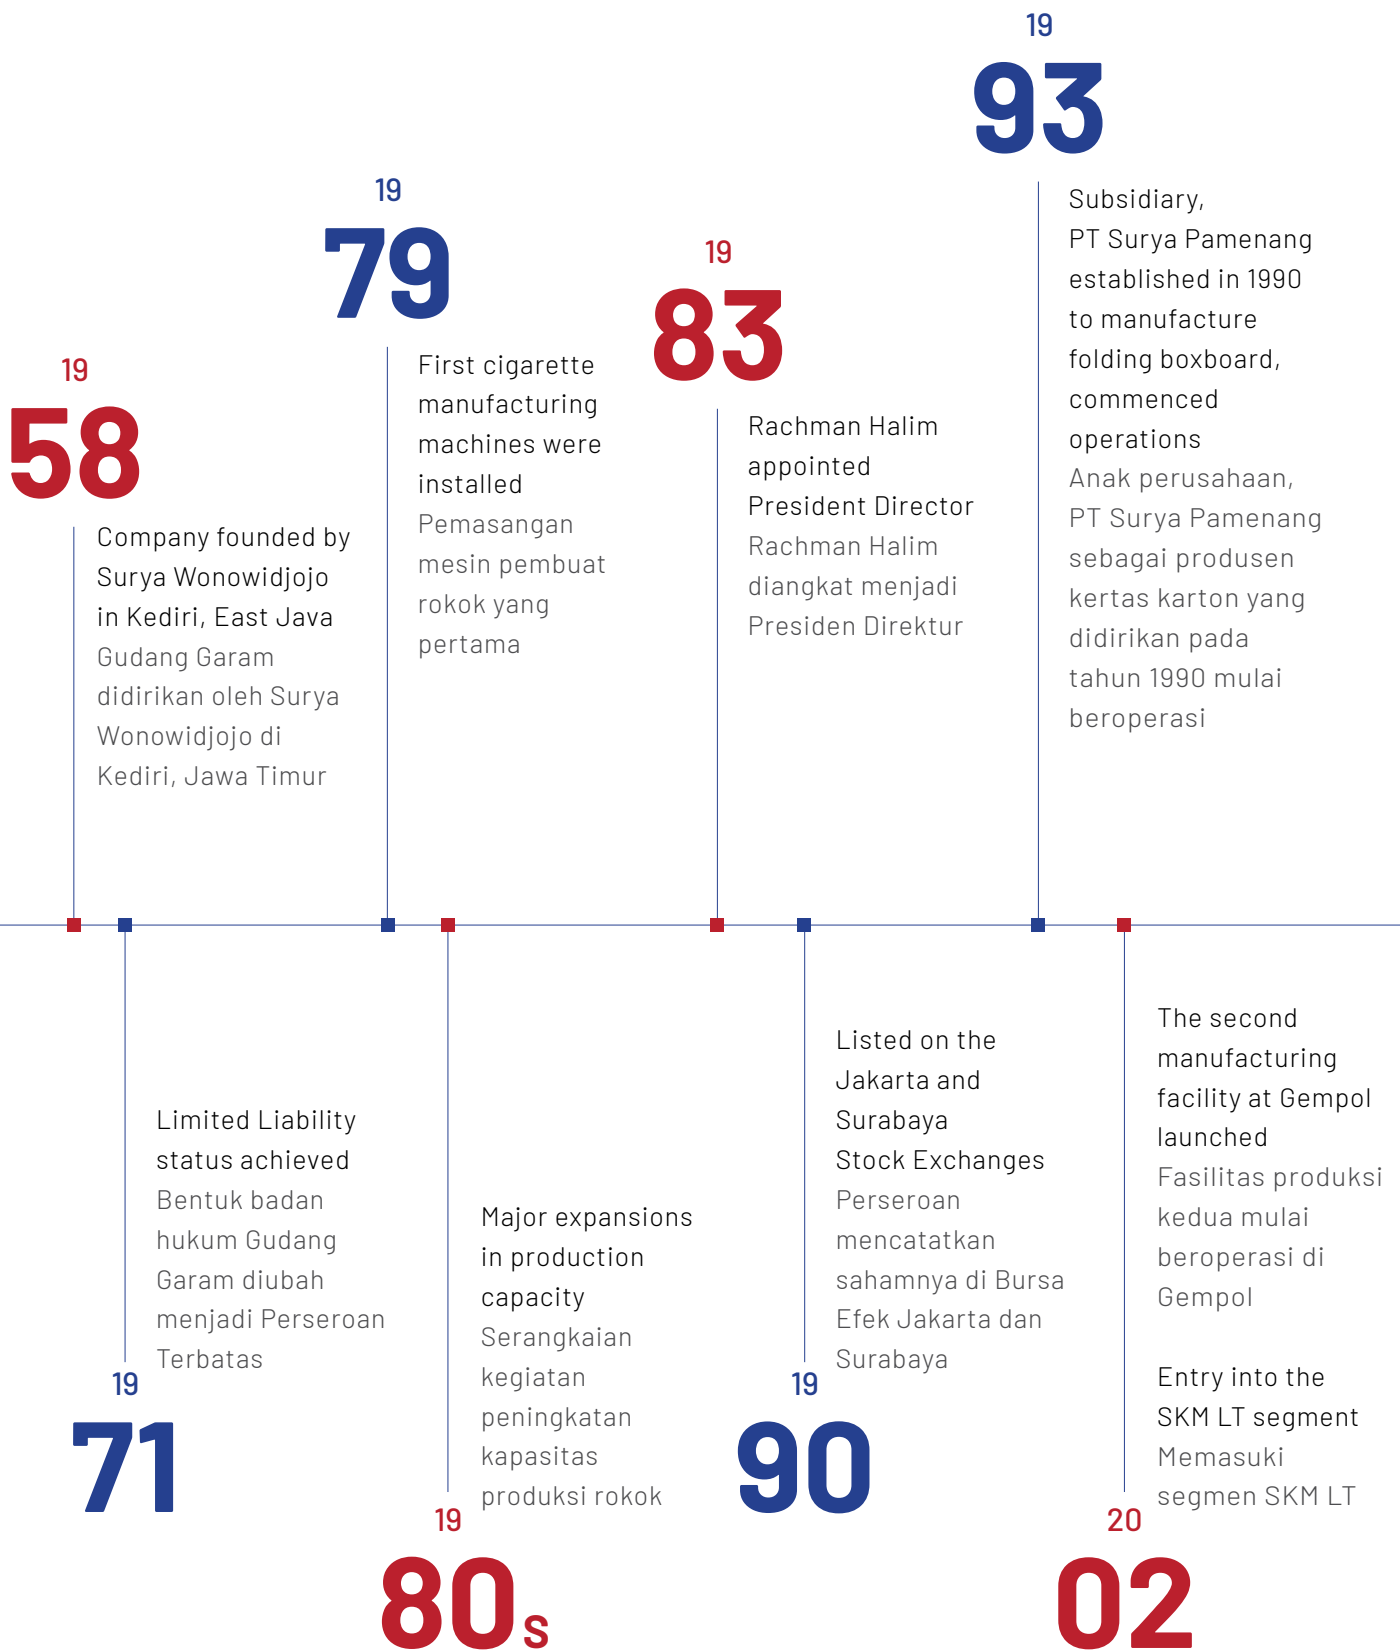 19
58
Company founded by
Surya Wonowidjojo
in Kediri, East Java
Gudang Garam
didirikan oleh Surya
Wonowidjojo di
Kediri, Jawa Timur
19
79
First cigarette
manufacturing
machines were
installed
Pemasangan
mesin pembuat
rokok yang
pertama
19
83
Rachman Halim
appointed
President Director
Rachman Halim
diangkat menjadi
Presiden Direktur
19
93
Subsidiary,
PT Surya Pamenang
established in 1990
to manufacture
folding boxboard,
commenced
operations
Anak perusahaan,
PT Surya Pamenang
sebagai produsen
kertas karton yang
didirikan pada
tahun 1990 mulai
beroperasi
Limited Liability
status achieved
Bentuk badan
hukum Gudang
Garam diubah
menjadi Perseroan
Terbatas
19
71
Major expansions
in production
capacity
Serangkaian
kegiatan
peningkatan
kapasitas
produksi rokok
19
80s
Listed on the
Jakarta and
Surabaya
Stock Exchanges
Perseroan
mencatatkan
sahamnya di Bursa
Efek Jakarta dan
Surabaya
19
90
The second
manufacturing
facility at Gempol
launched
Fasilitas produksi
kedua mulai
beroperasi di
Gempol
Entry into the
SKM LT segment
Memasuki
segmen SKM LT
20
02